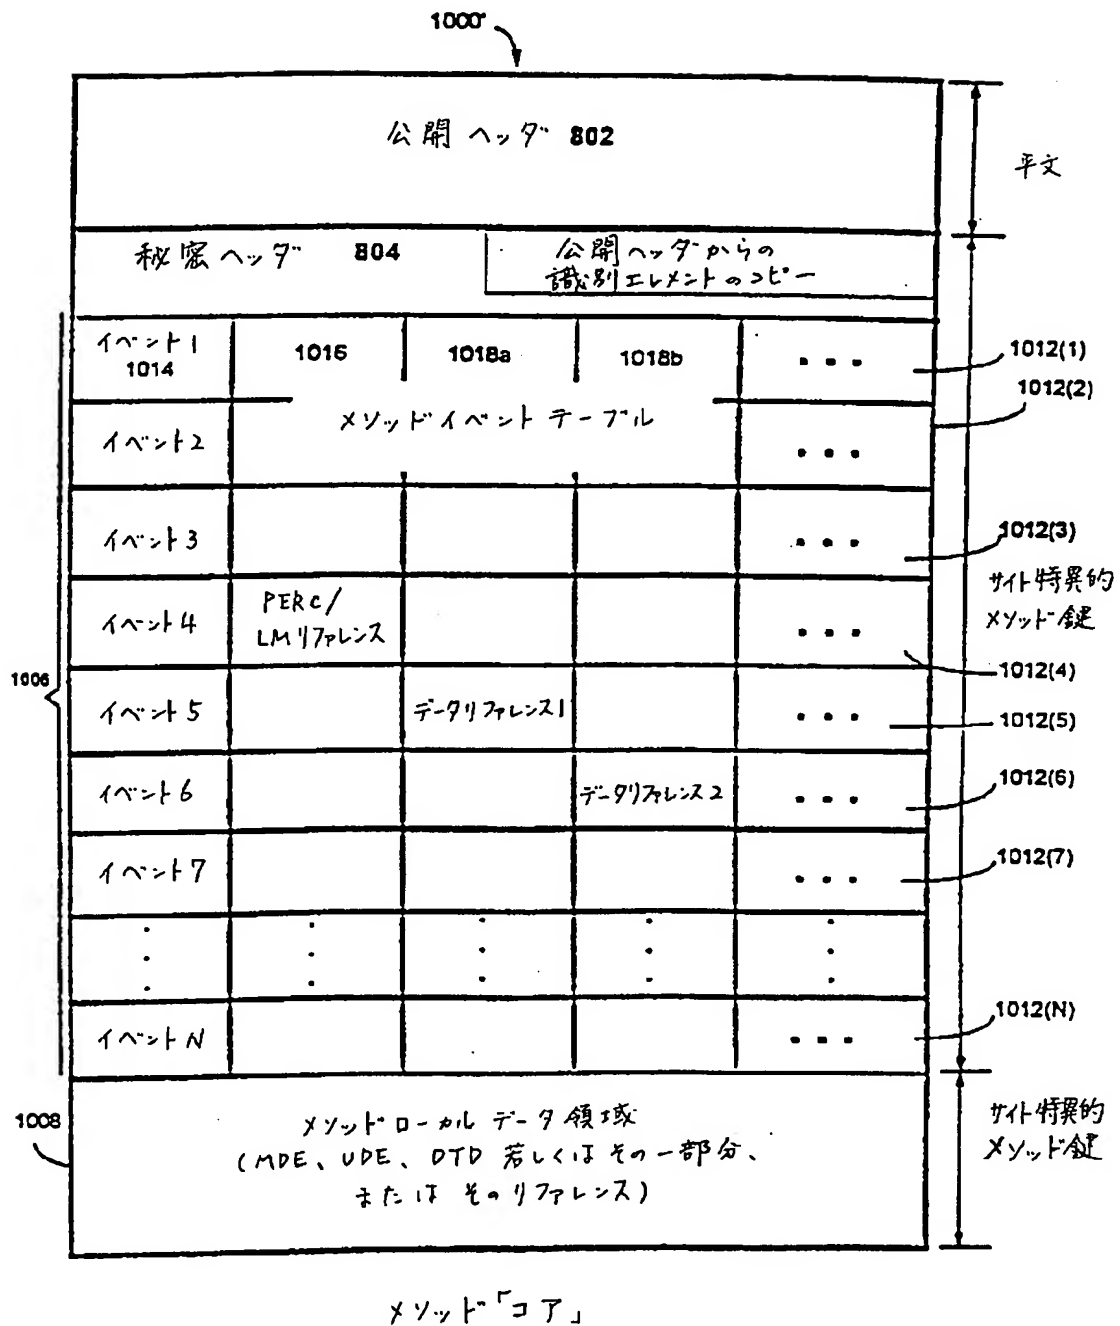 1000'
公開ヘッダ 802
平文
秘密ヘッダ 804
公開ヘッダからの
識別エレメントのコピー
イベント1
1014
1016
1018a
1018b
...
1012(1)
1012(2)
メソッドイベントテーブル
イベント2
...
イベント3
...
1012(3)
サイト特異的
メソッド鍵
イベント4
PERC/
LMリファレンス
...
1012(4)
1006
イベント5
データリファレンス1
...
1012(5)
イベント6
データリファレンス2
...
1012(6)
イベント7
...
1012(7)
イベントN
...
1012(N)
1008
メソッドローカルデータ領域
(MDE、UDE、DTD 若しくはその一部分、
またはそのリファレンス)
サイト特異的
メソッド鍵
メソッド「コア」